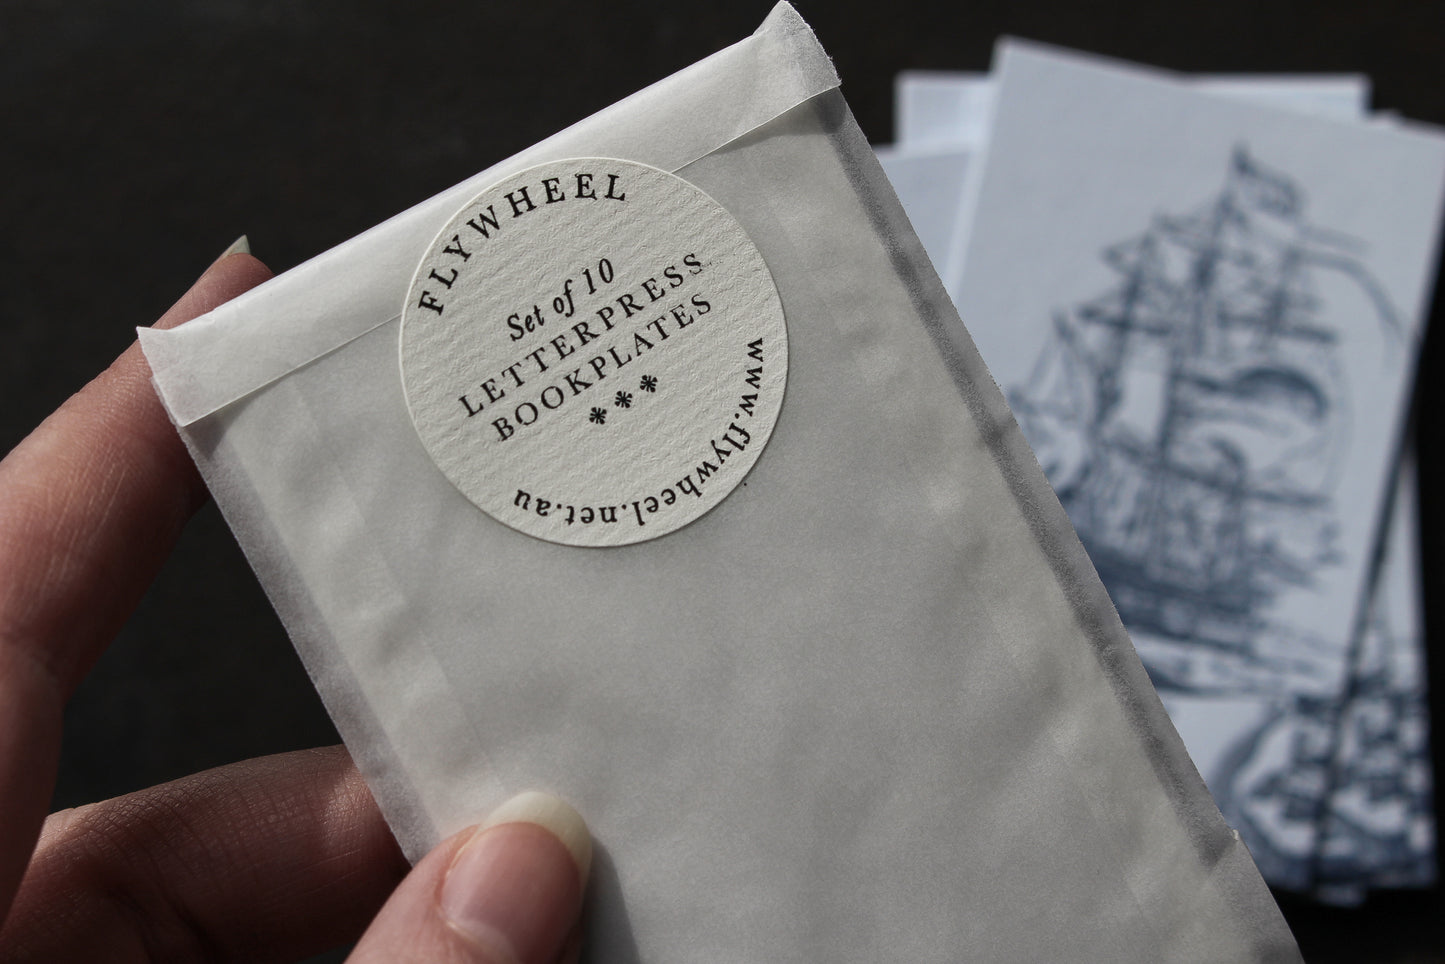 FLYWHEEL
Set of 10
LETTERPRESS
BOOKPLATES
***
www.flywheel.net.au